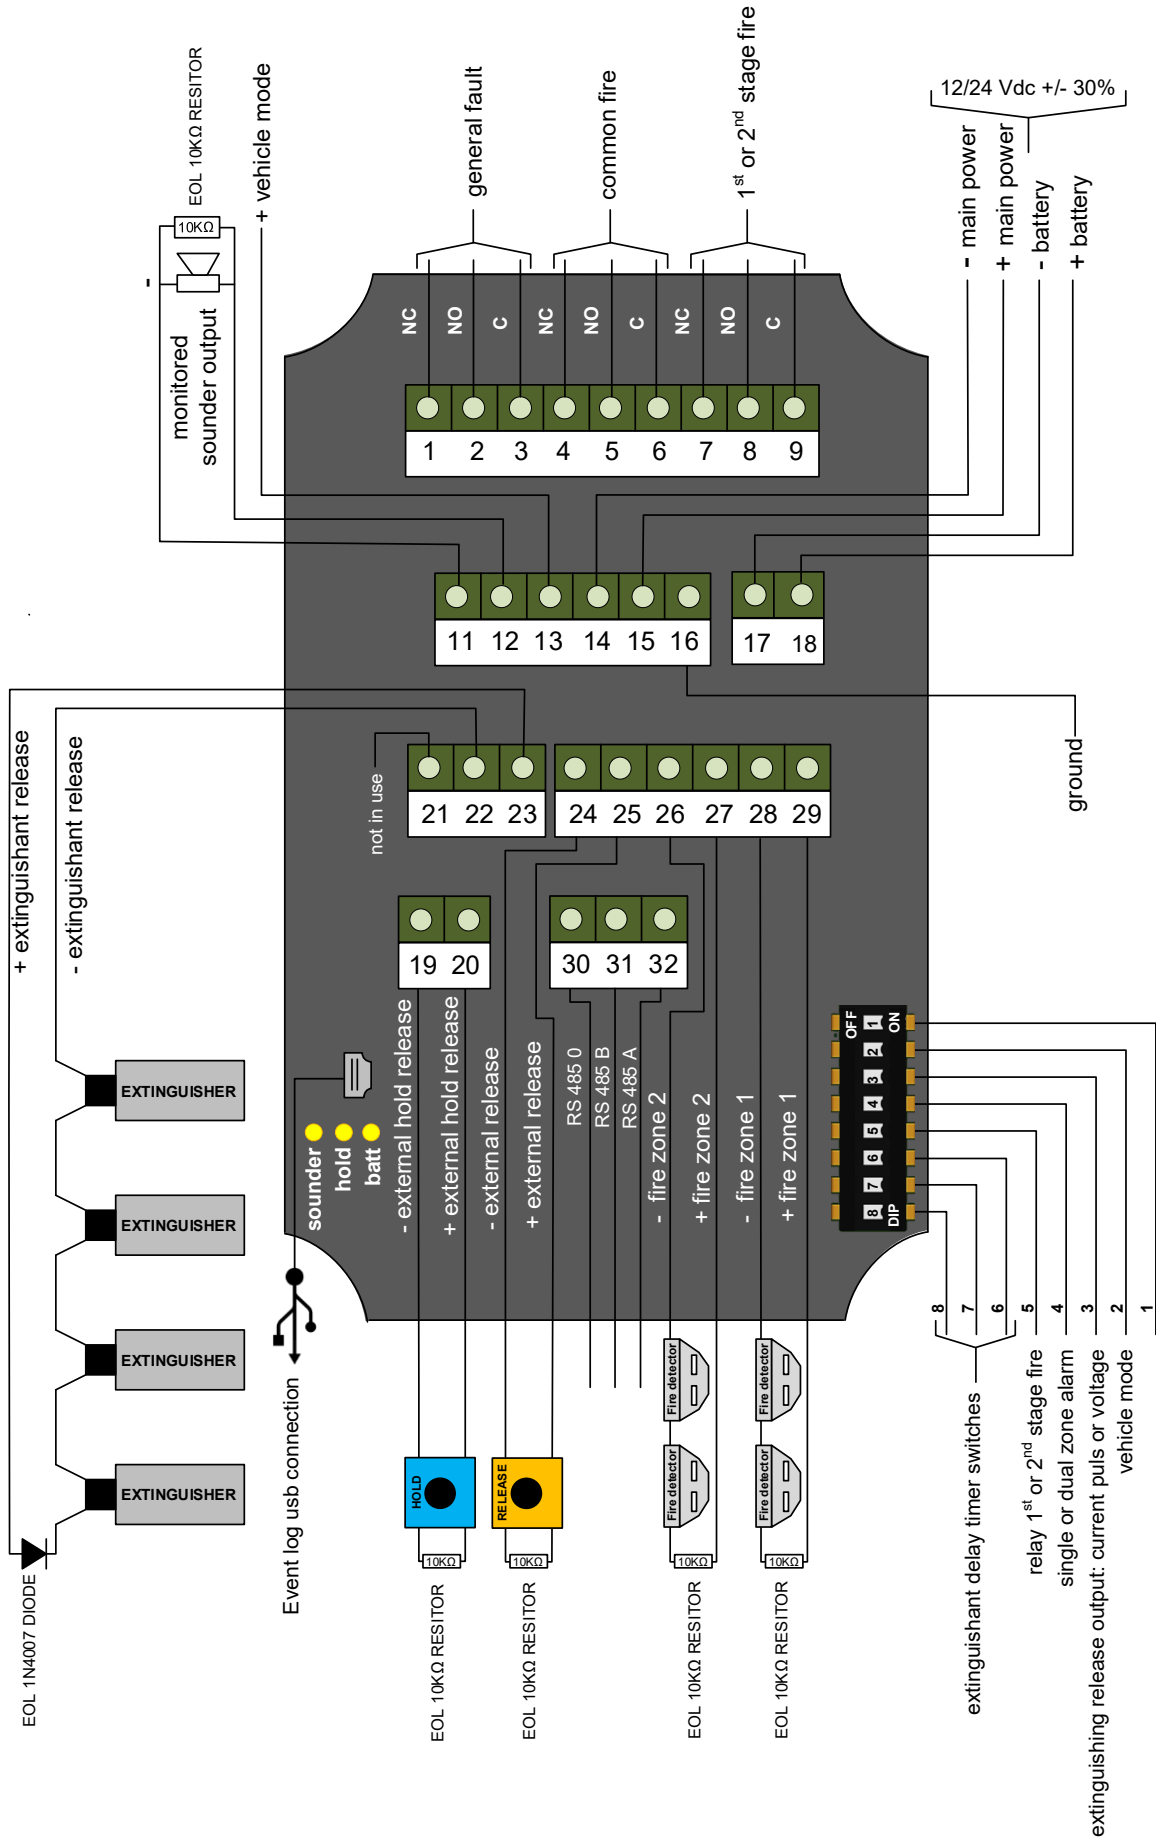 EOL 10KΩ RESITOR
10KΩ
-
monitored
sounder output
+ vehicle mode
general fault
common fire
1st or 2nd stage fire
12/24 Vdc +/- 30%
- main power
+ main power
- battery
+ battery
NC
NO
C
NC
NO
C
NC
NO
C
1 2 3 4 5 6 7 8 9
11 12 13 14 15 16
17 18
ground
+ extinguishant release
- extinguishant release
not in use
21 22 23
24 25 26 27 28 29
19 20
30 31 32
- external hold release
+ external hold release
- external release
+ external release
RS 485 0
RS 485 B
RS 485 A
- fire zone 2
+ fire zone 2
- fire zone 1
+ fire zone 1
sounder
hold
batt
EXTINGUISHER
EXTINGUISHER
EXTINGUISHER
EXTINGUISHER
EOL 1N4007 DIODE
Event log usb connection
HOLD
RELEASE
Fire detector
Fire detector
Fire detector
Fire detector
10KΩ
10KΩ
10KΩ
10KΩ
EOL 10KΩ RESITOR
EOL 10KΩ RESITOR
EOL 10KΩ RESITOR
EOL 10KΩ RESITOR
OFF
ON
DIP
1
2
3
4
5
6
7
8
8
7
6
5
4
3
2
1
extinguishant delay timer switches
relay 1st or 2nd stage fire
single or dual zone alarm
extinguishing release output: current puls or voltage
vehicle mode